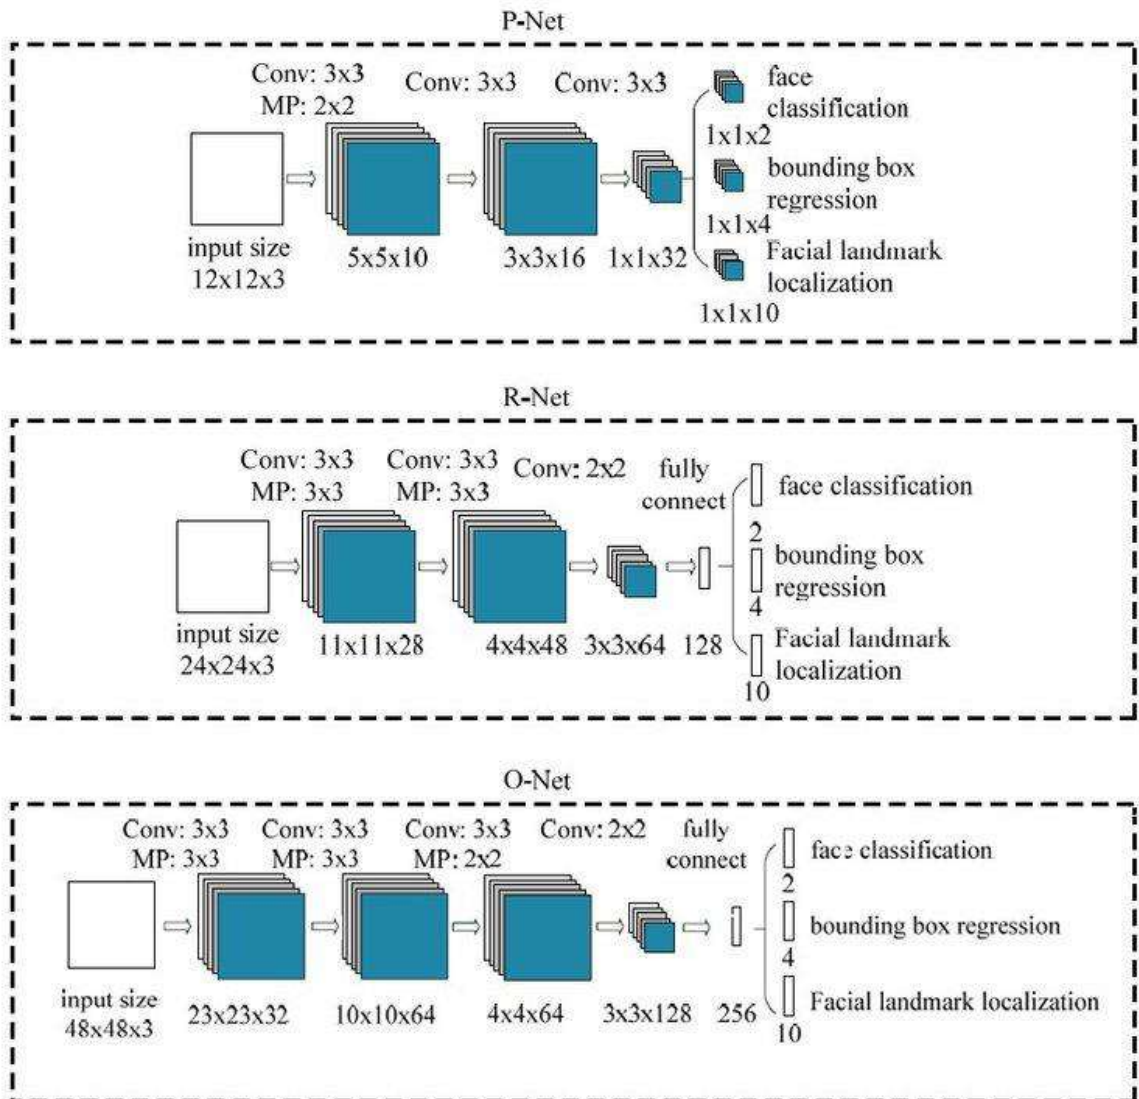 P-Net
Conv: 3x3
MP: 2x2
Conv: 3x3
Conv: 3x3
face
classification
1x1x2
bounding box
regression
1x1x4
Facial landmark
localization
1x1x10
input size
12x12x3
5x5x10
3x3x16
1x1x32
R-Net
Conv: 3x3
MP: 3x3
Conv: 3x3
MP: 3x3
Conv: 2x2
fully
connect
face classification
2
bounding box
regression
4
Facial landmark
localization
10
input size
24x24x3
11x11x28
4x4x48
3x3x64
128
O-Net
Conv: 3x3
MP: 3x3
Conv: 3x3
MP: 3x3
Conv: 3x3
MP: 2x2
Conv: 2x2
fully
connect
face classification
2
bounding box regression
4
Facial landmark localization
10
input size
48x48x3
23x23x32
10x10x64
4x4x64
3x3x128
256